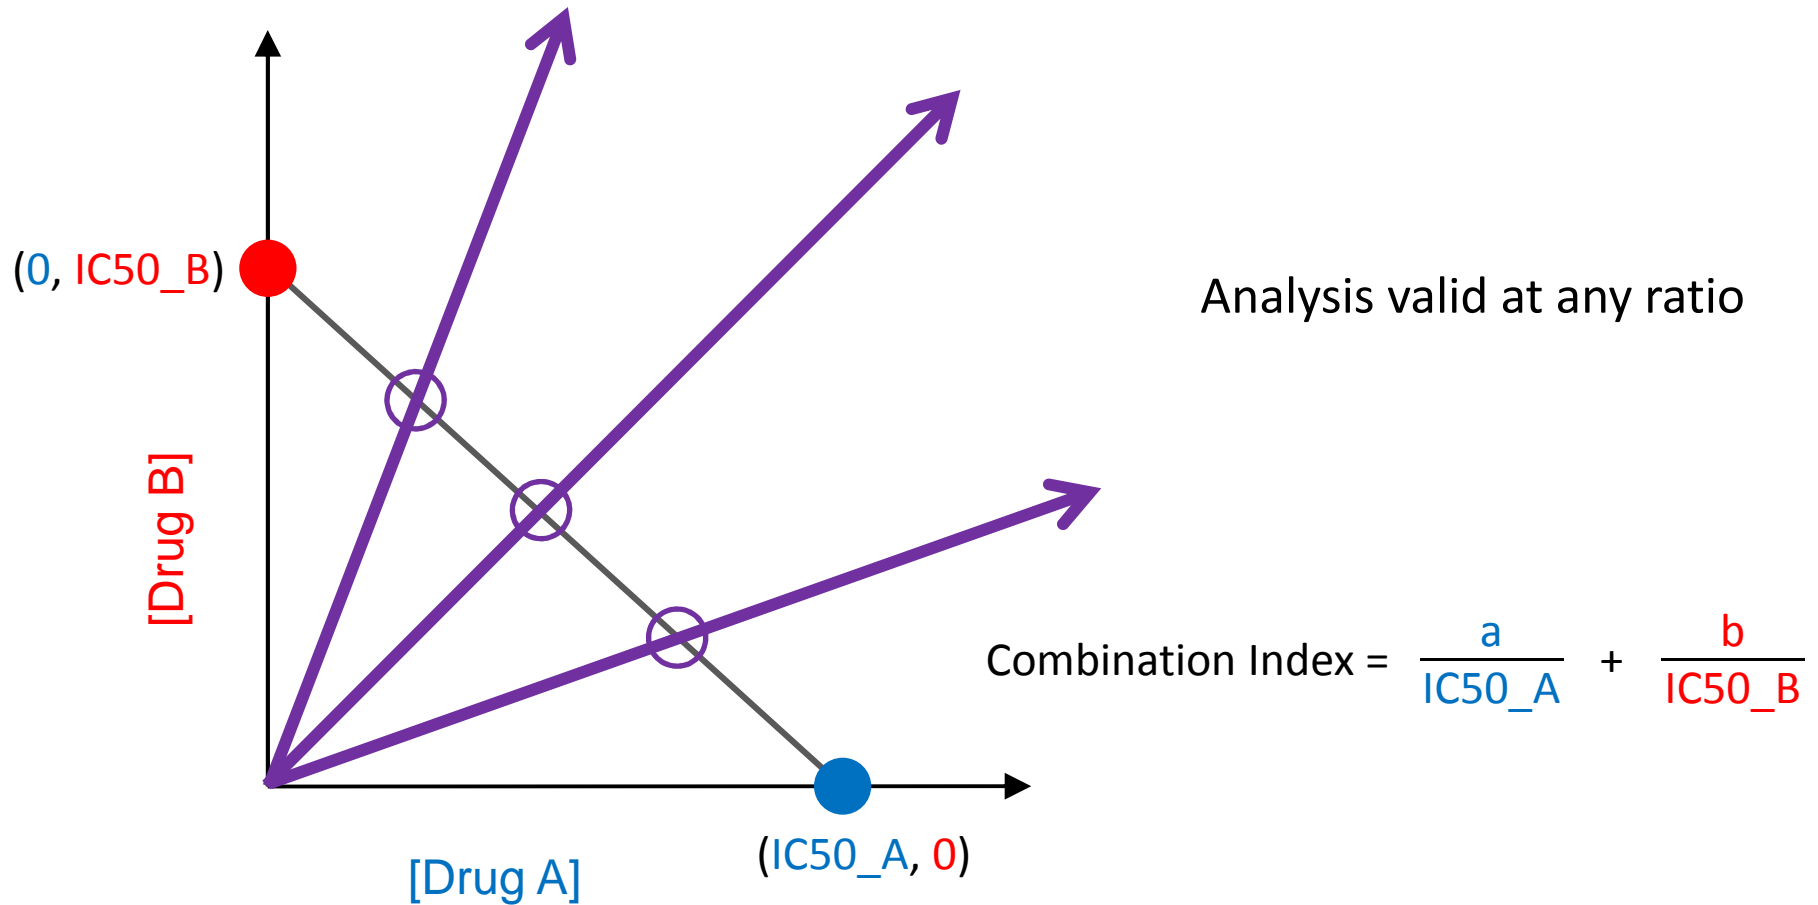 (0, IC50_B)
Analysis valid at any ratio
[Drug B]
Combination Index = a / IC50_A + b / IC50_B
(IC50_A, 0)
[Drug A]